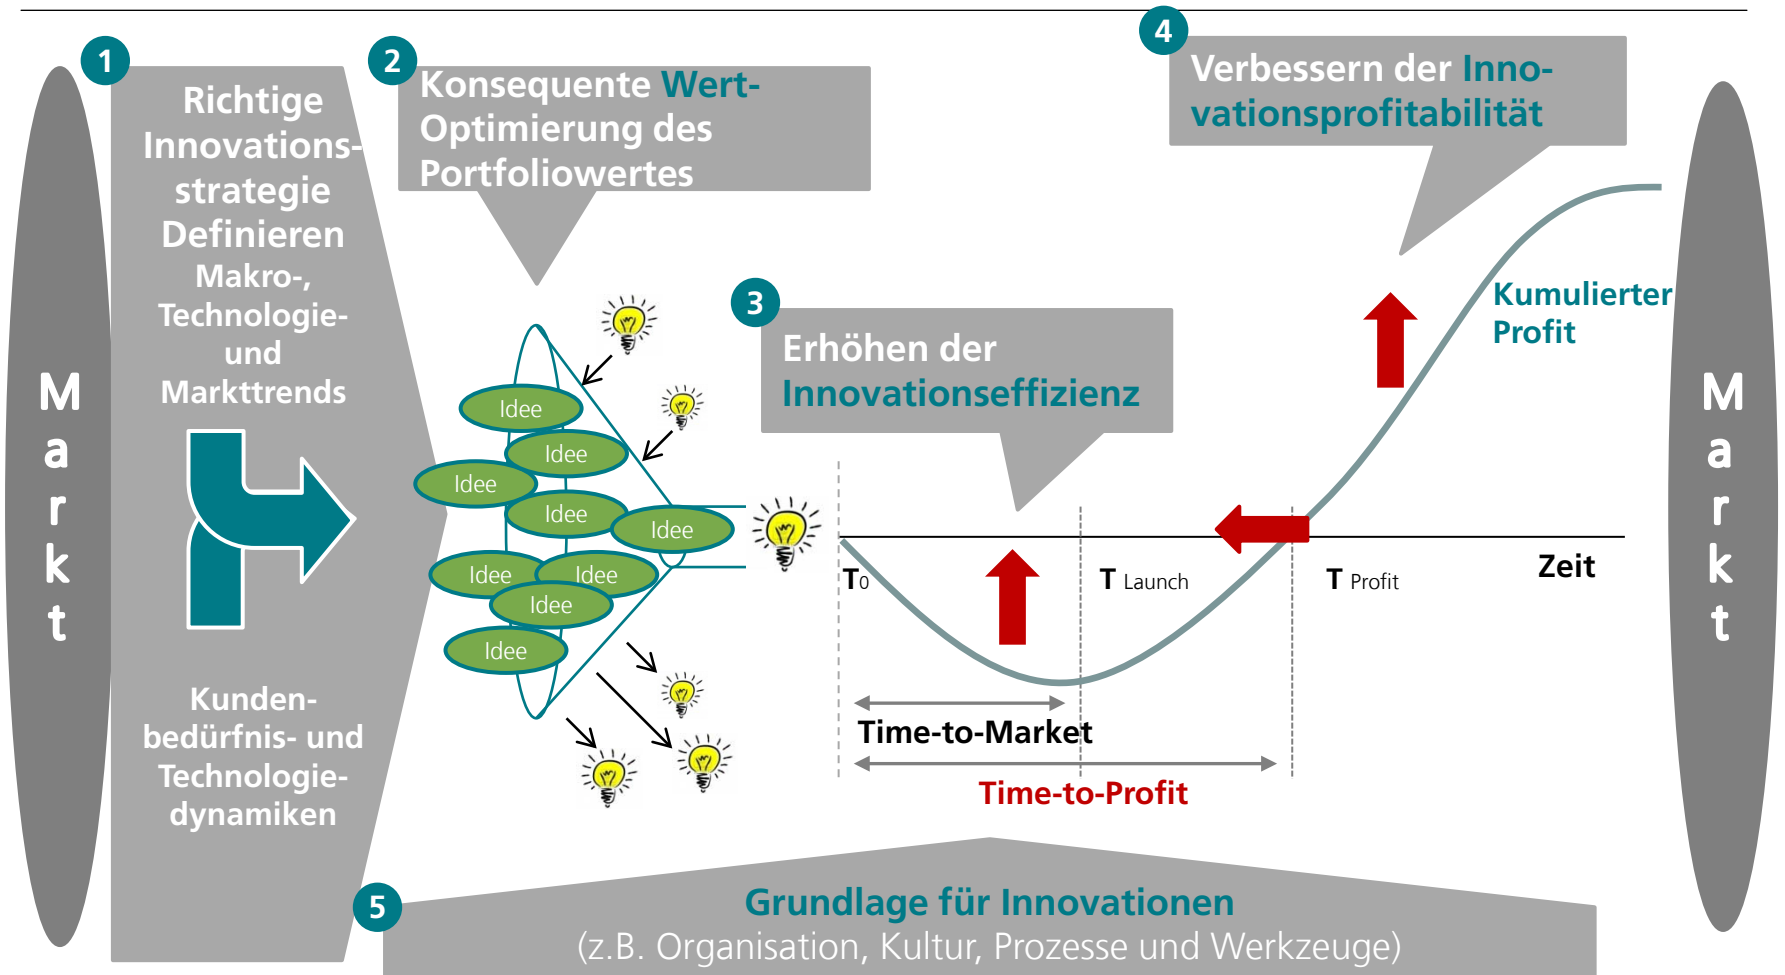 M
a
r
k
t
1
Richtige
Innovations-
strategie
Definieren
Makro-,
Technologie-
und
Markttrends
Kunden-
bedürfnis- und
Technologie-
dynamiken
2
Konsequente Wert-
Optimierung des
Portfoliowertes
Idee
Idee
Idee
Idee
Idee
Idee
Idee
Idee
Idee
3
Erhöhen der
Innovationseffizienz
4
Verbessern der Inno-
vationsprofitabilität
Kumulierter
Profit
T0
T Launch
T Profit
Zeit
Time-to-Market
Time-to-Profit
5
Grundlage für Innovationen
(z.B. Organisation, Kultur, Prozesse und Werkzeuge)
M
a
r
k
t